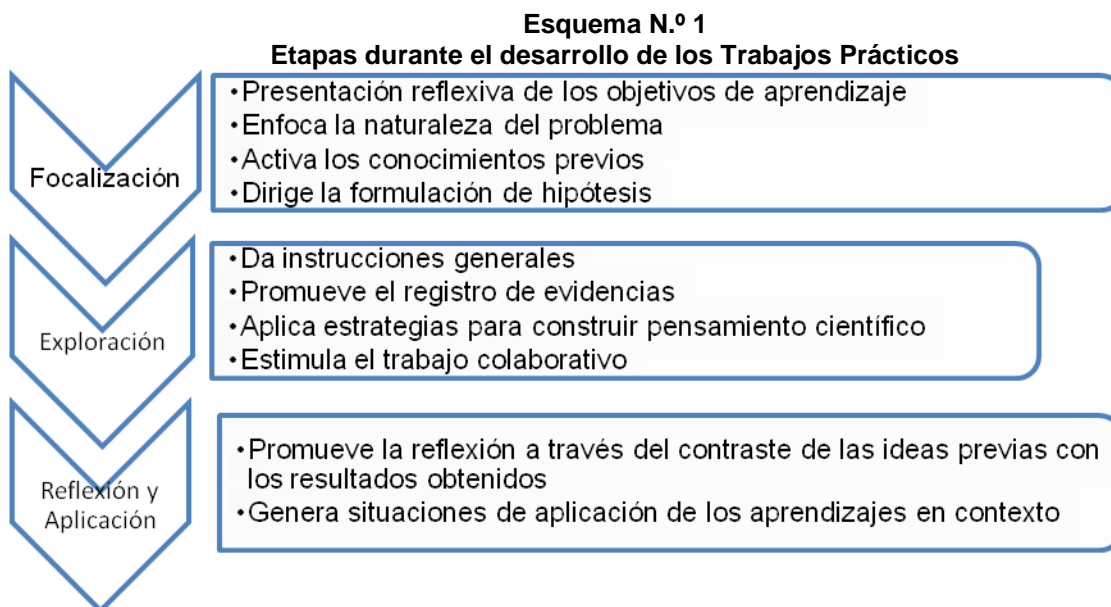 Esquema N.º 1
Etapas durante el desarrollo de los Trabajos Prácticos
Focalización
•Presentación reflexiva de los objetivos de aprendizaje
•Enfoca la naturaleza del problema
•Activa los conocimientos previos
•Dirige la formulación de hipótesis
Exploración
•Da instrucciones generales
•Promueve el registro de evidencias
•Aplica estrategias para construir pensamiento científico
•Estimula el trabajo colaborativo
Reflexión y
Aplicación
•Promueve la reflexión a través del contraste de las ideas previas con
los resultados obtenidos
•Genera situaciones de aplicación de los aprendizajes en contexto